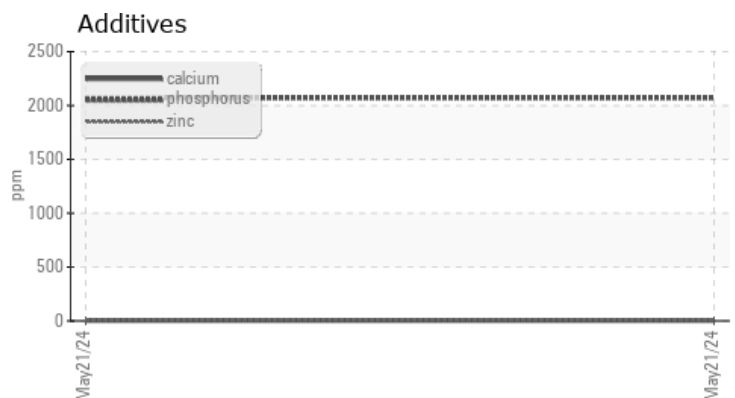 Additives
2500
2000
1500
1000
500
0
ppm
calcium
phosphorus
zinc
May21/24
May21/24